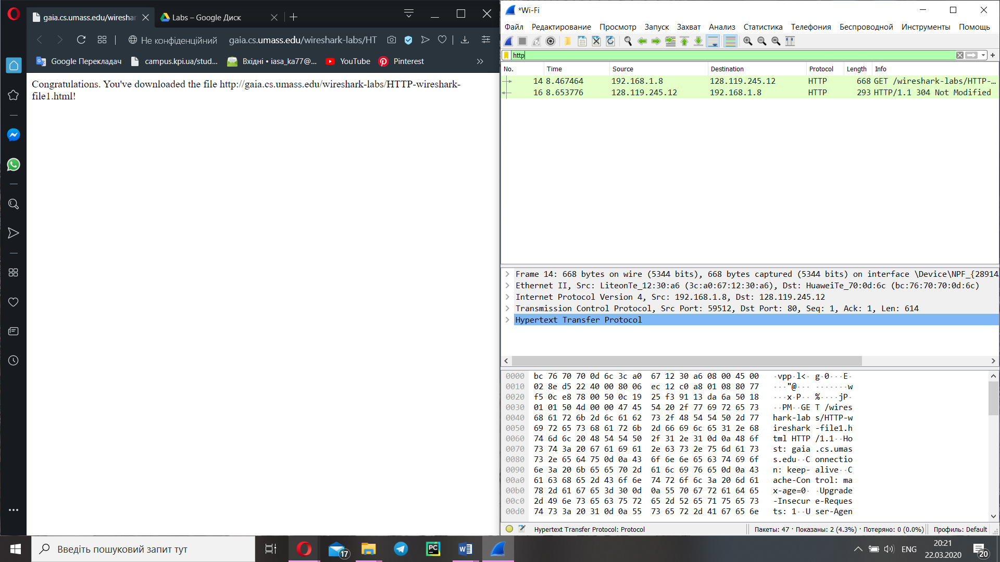 gaia.cs.umass.edu/wireshar
Labs – Google Диск
Не конфіденційний
gaia.cs.umass.edu/wireshark-labs/HT
Google Перекладач
campus.kpi.ua/stud...
Вхідні • iasa_ka77@...
YouTube
Pinterest
»
Congratulations. You've downloaded the file http://gaia.cs.umass.edu/wireshark-labs/HTTP-wireshark-
file1.html!
*Wi-Fi
Файл Редактирование Просмотр Запуск Захват Анализ Статистика Телефония Беспроводной Инструменты Помощь
http
No. Time Source Destination Protocol Length Info
14 8.467464 192.168.1.8 128.119.245.12 HTTP 668 GET /wireshark-labs/HTTP-…
16 8.653776 128.119.245.12 192.168.1.8 HTTP 293 HTTP/1.1 304 Not Modified
Frame 14: 668 bytes on wire (5344 bits), 668 bytes captured (5344 bits) on interface \Device\NPF_{28914
Ethernet II, Src: LiteonTe_12:30:a6 (3c:a0:67:12:30:a6), Dst: HuaweiTe_70:0d:6c (bc:76:70:70:0d:6c)
Internet Protocol Version 4, Src: 192.168.1.8, Dst: 128.119.245.12
Transmission Control Protocol, Src Port: 59512, Dst Port: 80, Seq: 1, Ack: 1, Len: 614
Hypertext Transfer Protocol
0000 bc 76 70 70 0d 6c 3c a0 67 12 30 a6 08 00 45 00 ·vpp·l<· g·0···E·
0010 02 8e d5 22 40 00 80 06 ec 12 c0 a8 01 08 80 77 ···"@··· ·······w
0020 f5 0c e8 78 00 50 0c 19 25 f3 91 13 da 6a 50 18 ···x·P·· %····jP·
0030 01 01 50 4d 00 00 47 45 54 20 2f 77 69 72 65 73 ··PM··GE T /wires
0040 68 61 72 6b 2d 6c 61 62 73 2f 48 54 54 50 2d 77 hark-lab s/HTTP-w
0050 69 72 65 73 68 61 72 6b 2d 66 69 6c 65 31 2e 68 ireshark -file1.h
0060 74 6d 6c 20 48 54 54 50 2f 31 2e 31 0d 0a 48 6f tml HTTP /1.1··Ho
0070 73 74 3a 20 67 61 69 61 2e 63 73 2e 75 6d 61 73 st: gaia .cs.umas
0080 73 2e 65 64 75 0d 0a 43 6f 6e 6e 65 63 74 69 6f s.edu··C onnectio
0090 6e 3a 20 6b 65 65 70 2d 61 6c 69 76 65 0d 0a 43 n: keep- alive··C
00a0 61 63 68 65 2d 43 6f 6e 74 72 6f 6c 3a 20 6d 61 ache-Con trol: ma
00b0 78 2d 61 67 65 3d 30 0d 0a 55 70 67 72 61 64 65 x-age=0· ·Upgrade
00c0 2d 49 6e 73 65 63 75 72 65 2d 52 65 71 75 65 73 -Insecur e-Reques
00d0 74 73 3a 20 31 0d 0a 55 73 65 72 2d 41 67 65 6e ts: 1··U ser-Agen
Hypertext Transfer Protocol: Protocol
Пакеты: 47 · Показаны: 2 (4.3%) · Потеряно: 0 (0.0%)
Профиль: Default
Введіть пошуковий запит тут
17
PC
W
ENG
20:21
22.03.2020
20